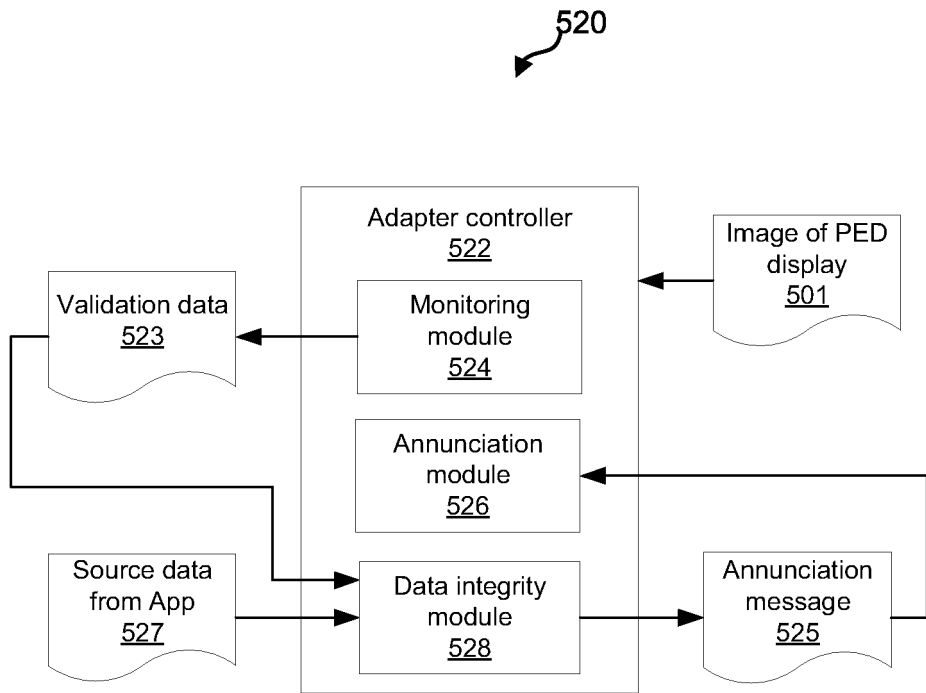 520
Adapter controller
522
Image of PED
display
501
Validation data
523
Monitoring
module
524
Annunciation
module
526
Source data
from App
527
Data integrity
module
528
Annunciation
message
525